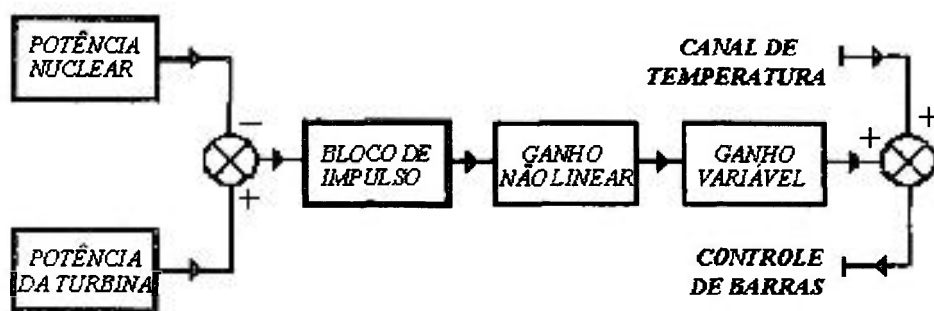 POTÊNCIA
NUCLEAR
−
+
POTÊNCIA
DA TURBINA
BLOCO DE
IMPULSO
GANHO
NÃO LINEAR
GANHO
VARIÁVEL
CANAL DE
TEMPERATURA
+
+
CONTROLE
DE BARRAS